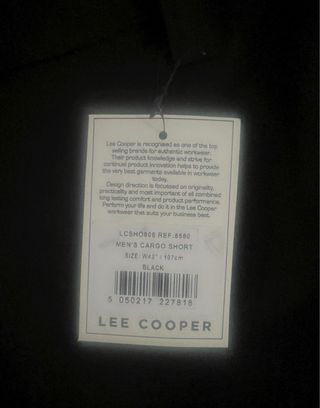 Lee Cooper is recognised as one of the top
selling brands for authentic workwear.
Their product knowledge and strive for
continual product innovation helps to provide
the very best garments available in workwear
today.
Design direction is focussed on originality,
practicality and most important of all combined
long lasting comfort and product performance.
Perform your life and do it in the Lee Cooper
workwear that suits your business best.
LCSHO806 REF:6580
MEN'S CARGO SHORT
SIZE: W42" / 107cm
BLACK
5 050217 227818
LEE COOPER